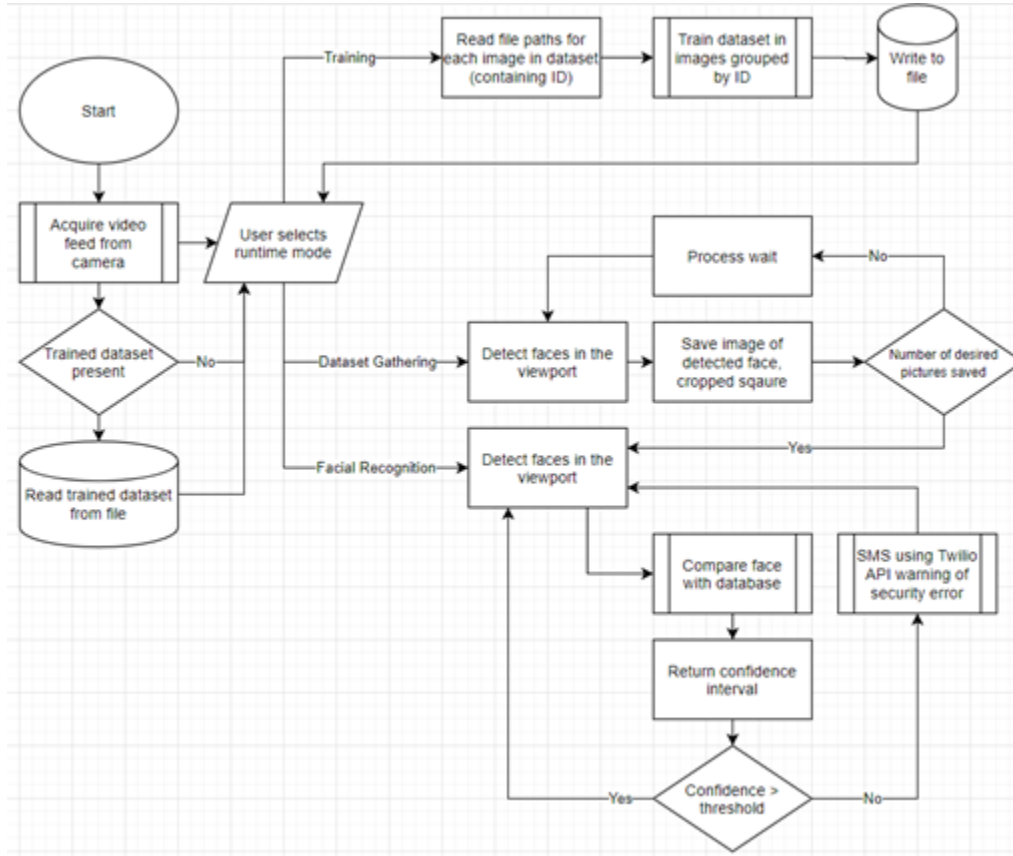 Training
Read file paths for
each image in dataset
(containing ID)
Train dataset in
images grouped
by ID
Write to
file
Start
Acquire video
feed from
camera
User selects
runtime mode
Process wait
No
Trained dataset
present
No
Dataset Gathering
Detect faces in the
viewport
Save image of
detected face,
cropped sqaure
Number of desired
pictures saved
Yes
Read trained dataset
from file
Facial Recognition
Detect faces in the
viewport
Compare face
with database
SMS using Twilio
API warning of
security error
Return confidence
interval
Confidence >
threshold
Yes
No